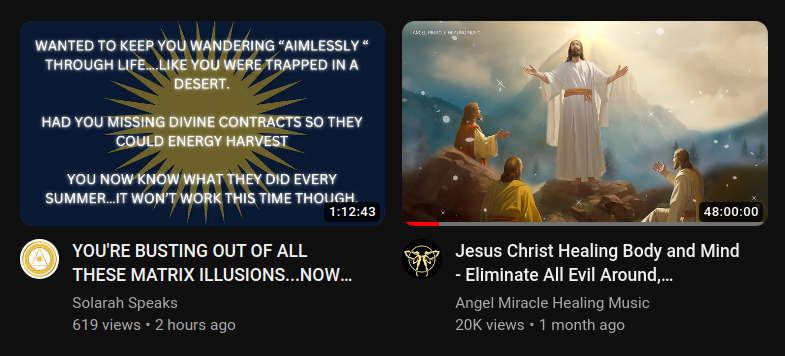 WANTED TO KEEP YOU WANDERING “AIMLESSLY “
THROUGH LIFE....LIKE YOU WERE TRAPPED IN A
DESERT.
HAD YOU MISSING DIVINE CONTRACTS SO THEY
COULD ENERGY HARVEST
YOU NOW KNOW WHAT THEY DID EVERY
SUMMER...IT WON'T WORK THIS TIME THOUGH.
1:12:43
YOU'RE BUSTING OUT OF ALL
THESE MATRIX ILLUSIONS...NOW...
Solarah Speaks
619 views • 2 hours ago
ANGEL MIRACLE HEALING MUSIC
48:00:00
Jesus Christ Healing Body and Mind
- Eliminate All Evil Around,...
Angel Miracle Healing Music
20K views • 1 month ago